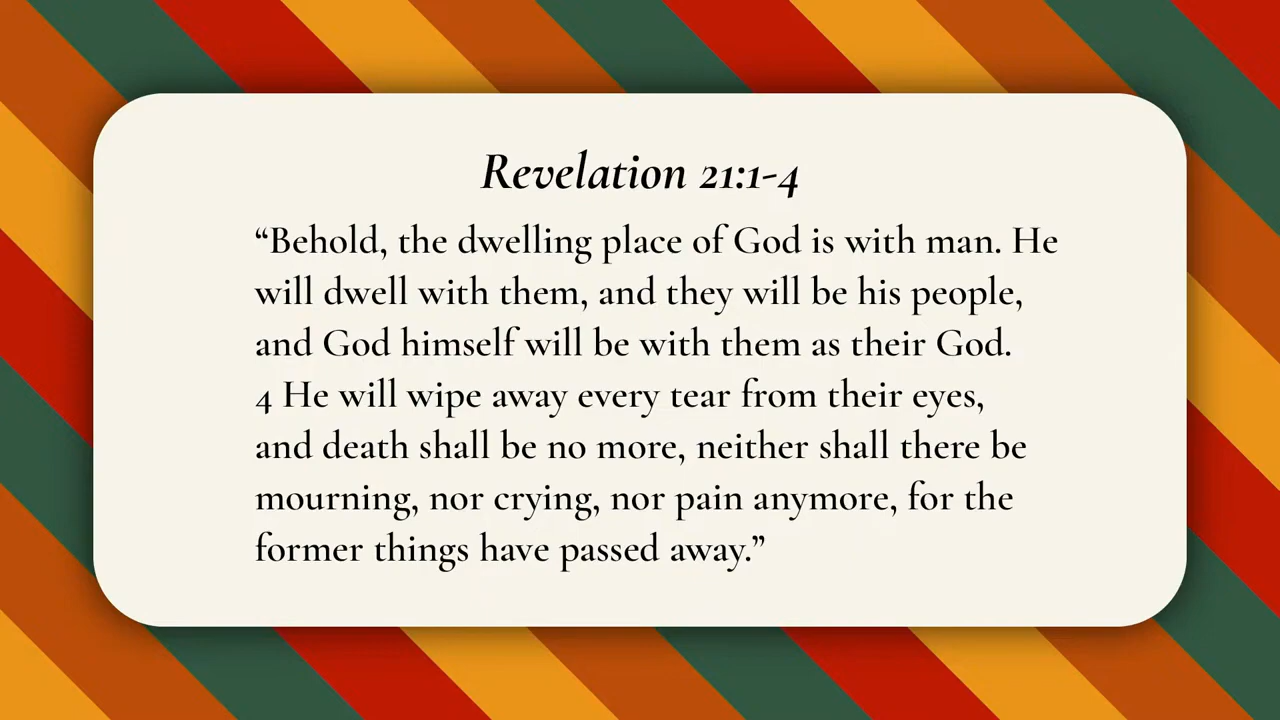 Revelation 21:1-4
“Behold, the dwelling place of God is with man. He
will dwell with them, and they will be his people,
and God himself will be with them as their God.
4 He will wipe away every tear from their eyes,
and death shall be no more, neither shall there be
mourning, nor crying, nor pain anymore, for the
former things have passed away.”